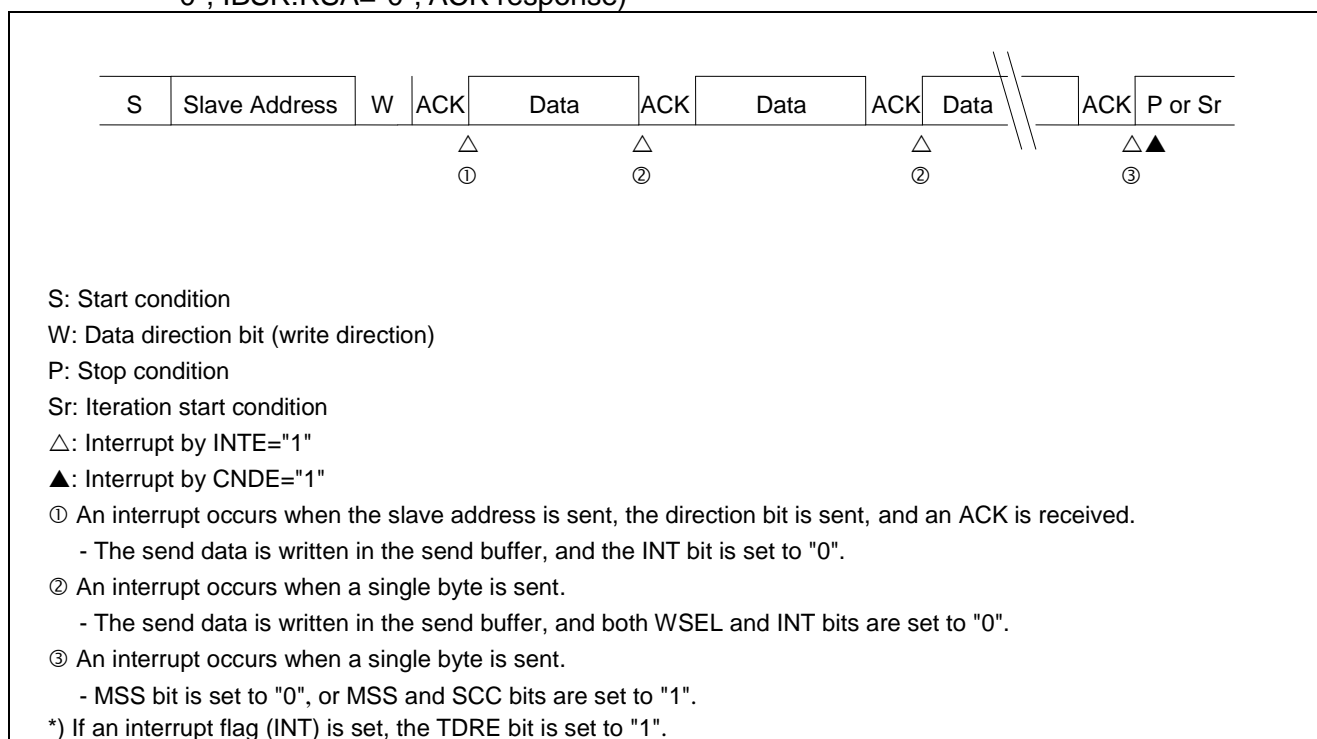 "0", IBSR.RSA="0", ACK response)
S Slave Address W ACK Data ACK Data ACK Data ACK P or Sr
△ △ △ △▲
① ② ② ③
S: Start condition
W: Data direction bit (write direction)
P: Stop condition
Sr: Iteration start condition
△: Interrupt by INTE="1"
▲: Interrupt by CNDE="1"
① An interrupt occurs when the slave address is sent, the direction bit is sent, and an ACK is received.
- The send data is written in the send buffer, and the INT bit is set to "0".
② An interrupt occurs when a single byte is sent.
- The send data is written in the send buffer, and both WSEL and INT bits are set to "0".
③ An interrupt occurs when a single byte is sent.
- MSS bit is set to "0", or MSS and SCC bits are set to "1".
*) If an interrupt flag (INT) is set, the TDRE bit is set to "1".